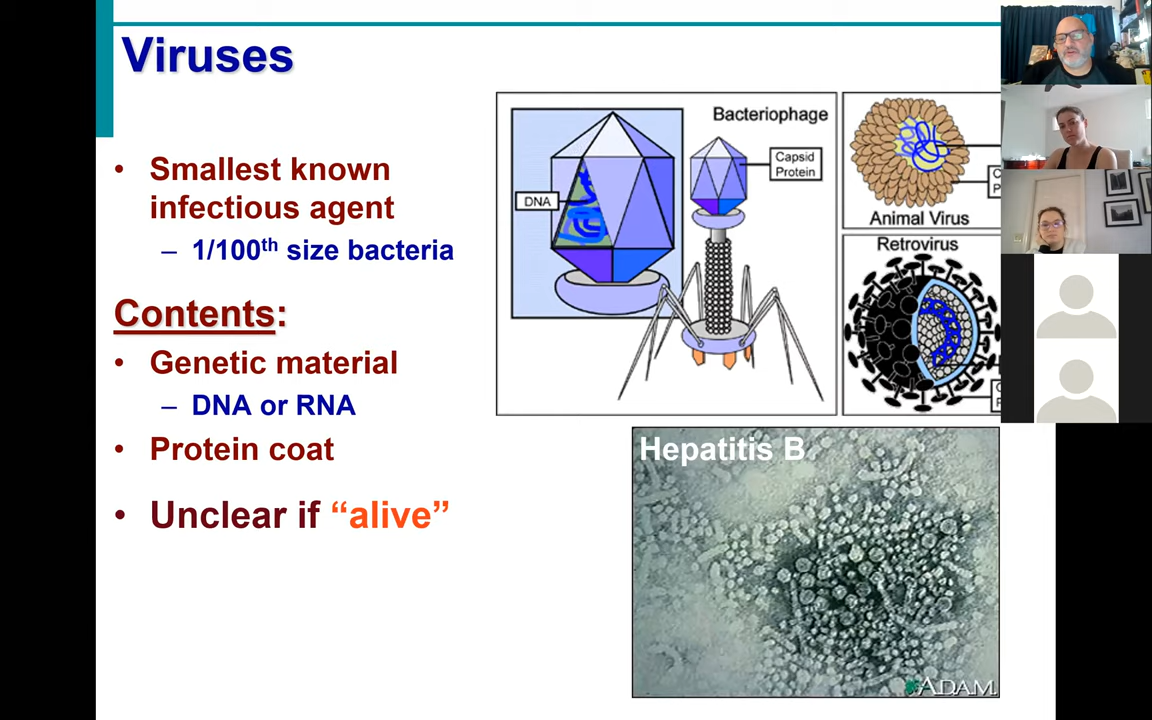 Viruses
• Smallest known
infectious agent
– 1/100th size bacteria
Contents:
• Genetic material
– DNA or RNA
• Protein coat
• Unclear if “alive”
Bacteriophage
DNA
Capsid
Protein
Animal Virus
Retrovirus
Hepatitis B
ADAM.